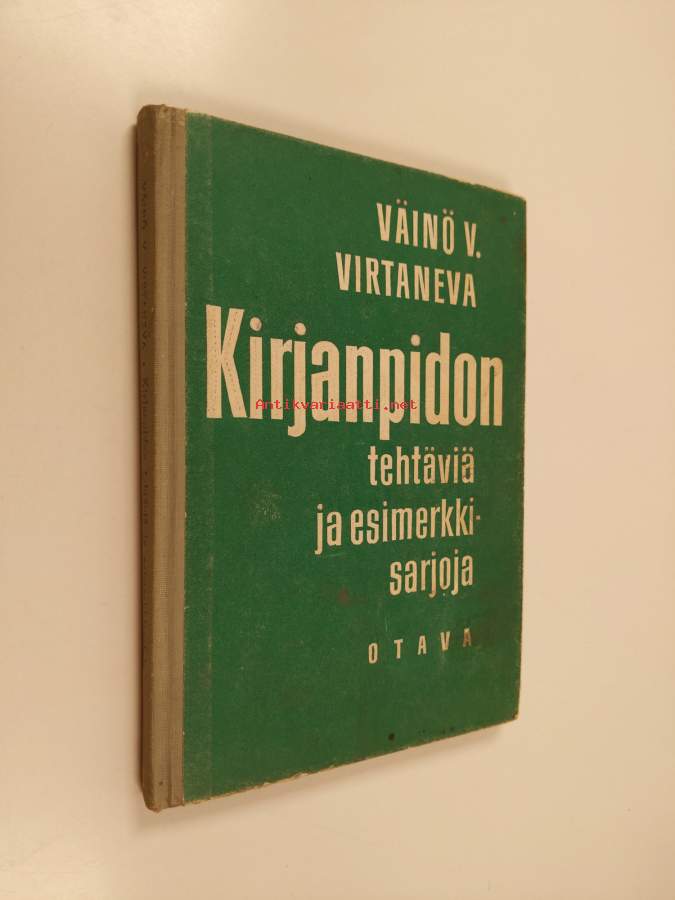 VÄINÖ V.
VIRTANEVA
Kirjanpidon
Antikvariaatti.net
tehtäviä
ja esimerkki-
sarjoja
OTAVA